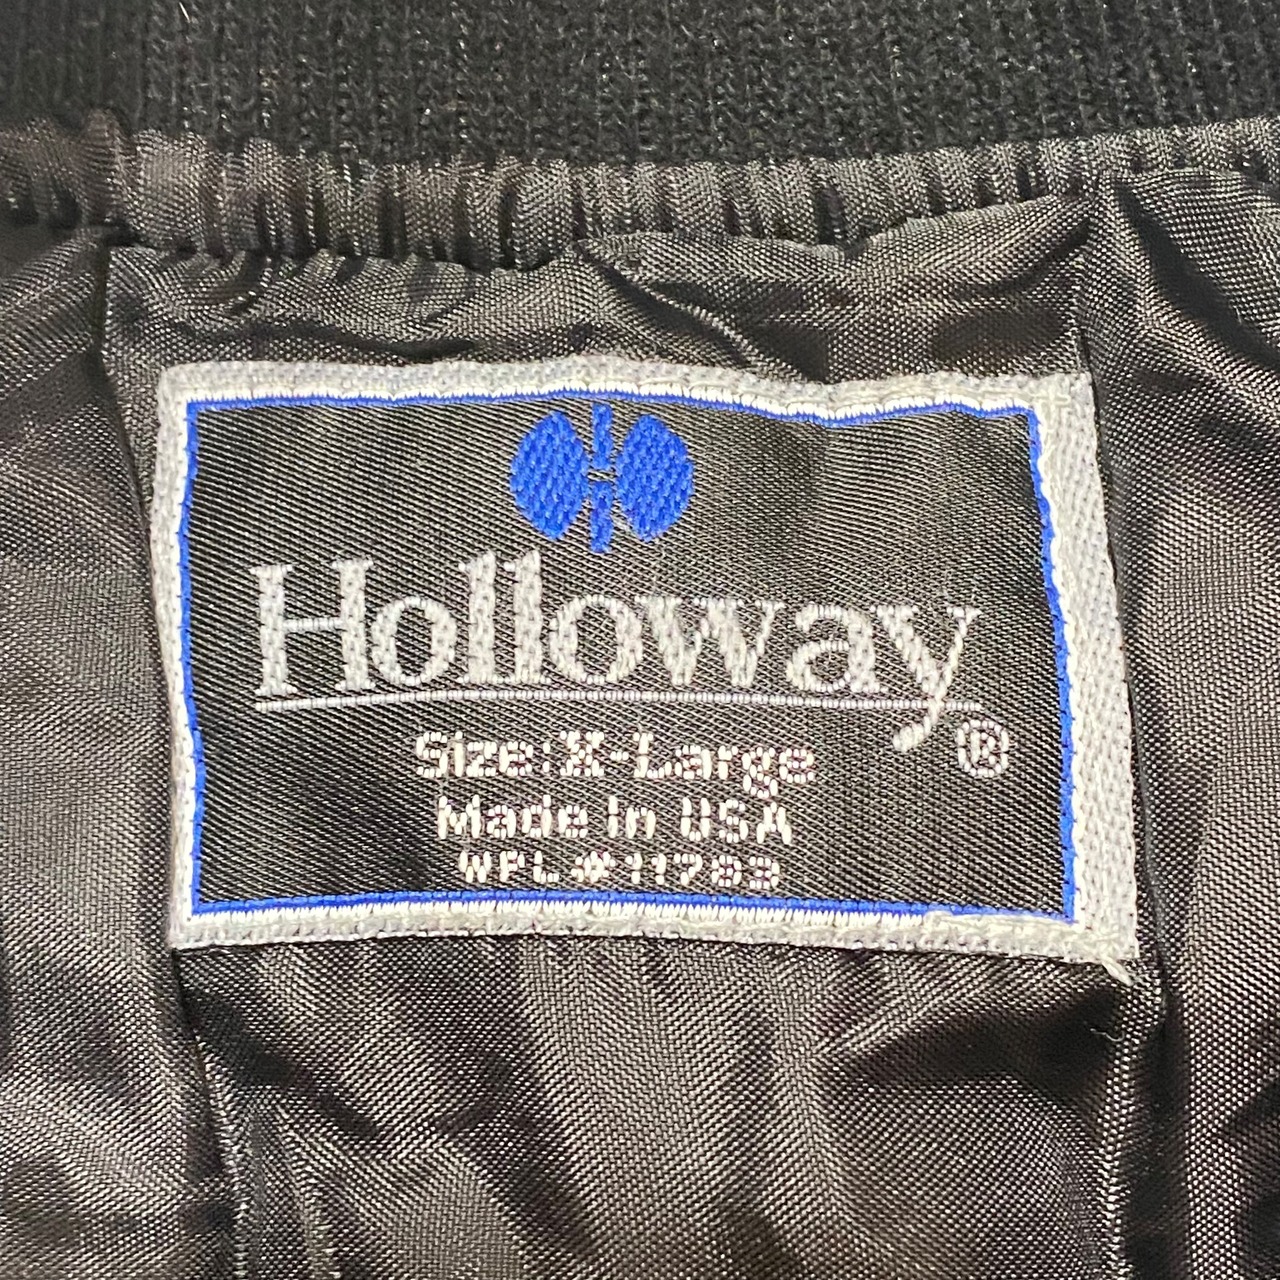 Holloway®
Size: X-Large
Made In USA
WPL #11783